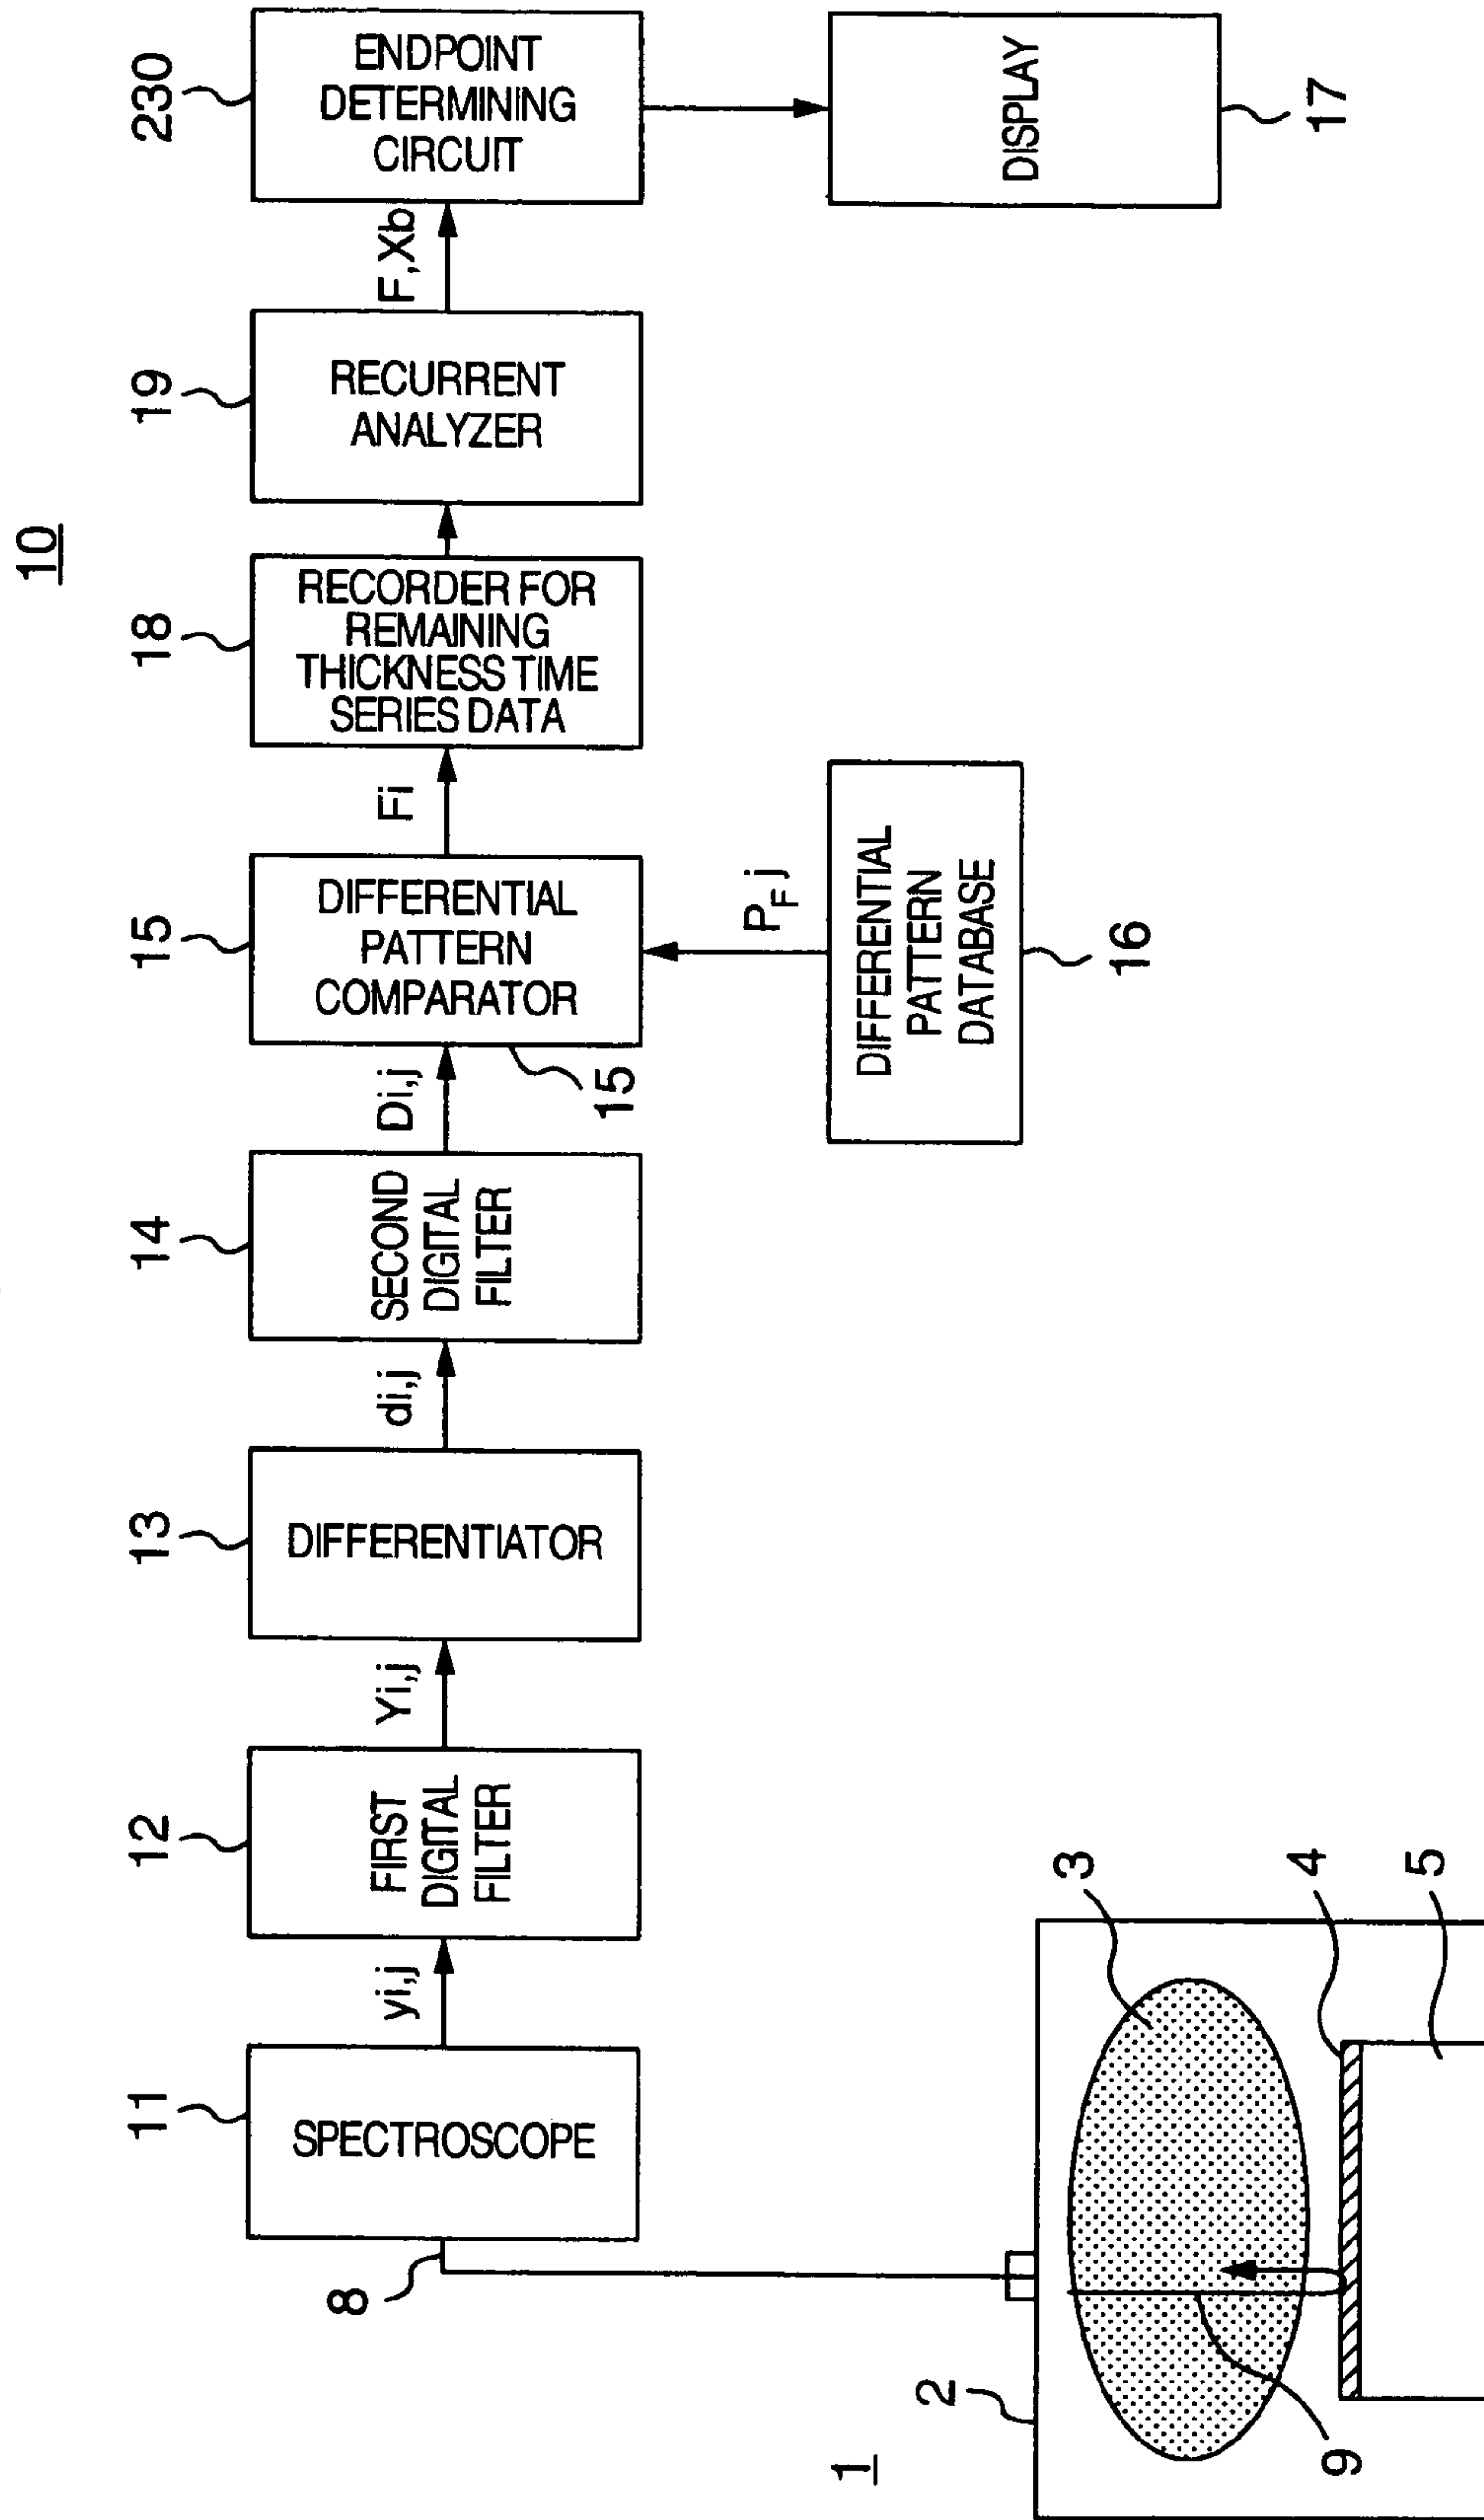 10
11
12
13
14
15
18
19
230
SPECTROSCOPE
yi,j
FIRST
DIGITAL
FILTER
Yi,j
DIFFERENTIATOR
di,j
SECOND
DIGITAL
FILTER
Di,j
DIFFERENTIAL
PATTERN
COMPARATOR
Fi
RECORDER FOR
REMAINING
THICKNESS TIME
SERIES DATA
RECURRENT
ANALYZER
F,Xb
ENDPOINT
DETERMINING
CIRCUIT
8
15
PF j
DIFFERENTIAL
PATTERN
DATABASE
16
DISPLAY
17
1
2
3
4
5
9